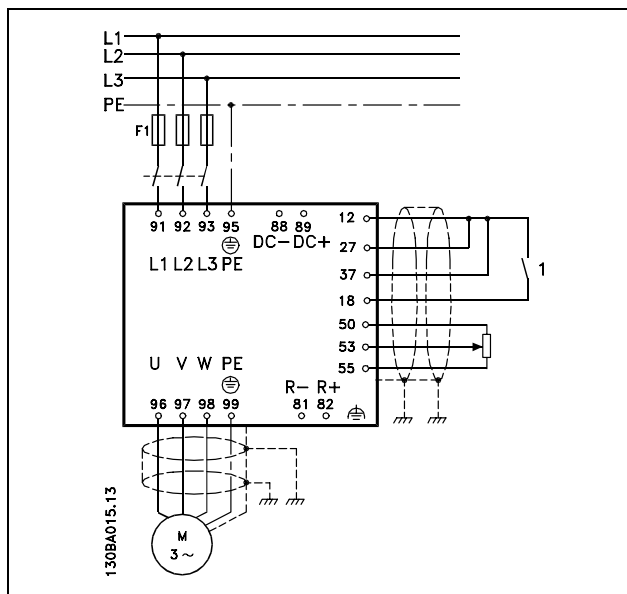 L1
L2
L3
PE
F1
91 92 93 95 88 89
DC- DC+
L1 L2 L3 PE
12
27
37
18
1
50
53
55
U V W PE
R- R+
96 97 98 99 81 82
M
3~
130BA015.13